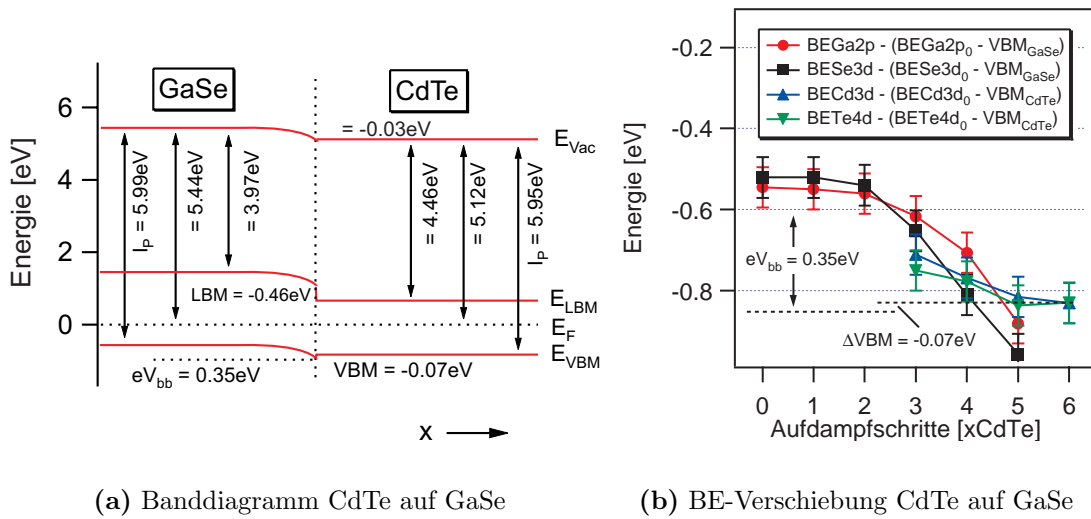 GaSe
CdTe
= -0.03eV
E_Vac
I_P = 5.99eV
= 5.44eV
= 3.97eV
= 4.46eV
= 5.12eV
I_P = 5.95eV
LBM = -0.46eV
E_LBM
E_F
E_VBM
eV_bb = 0.35eV
VBM = -0.07eV
6
4
2
0
Energie [eV]
x
(a) Banddiagramm CdTe auf GaSe
BEGa2p - (BEGa2p_0 - VBM_GaSe)
BESe3d - (BESe3d_0 - VBM_GaSe)
BECd3d - (BECd3d_0 - VBM_CdTe)
BETe4d - (BETe4d_0 - VBM_CdTe)
eV_bb = 0.35eV
ΔVBM = -0.07eV
-0.2
-0.4
-0.6
-0.8
Energie [eV]
0 1 2 3 4 5 6
Aufdampfschritte [xCdTe]
(b) BE-Verschiebung CdTe auf GaSe